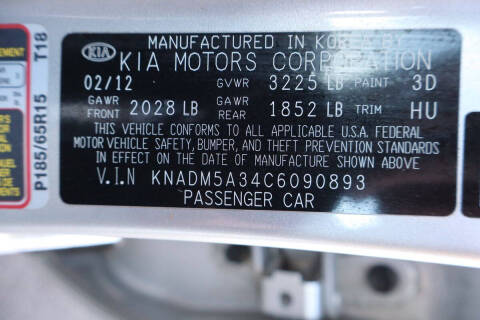 MANUFACTURED IN KOREA BY
KIA KIA MOTORS CORPORATION
02/12 GVWR 3225 LB PAINT 3D
GAWR FRONT 2028 LB GAWR REAR 1852 LB TRIM HU
THIS VEHICLE CONFORMS TO ALL APPLICABLE U.S.A. FEDERAL
MOTOR VEHICLE SAFETY, BUMPER, AND THEFT PREVENTION STANDARDS
IN EFFECT ON THE DATE OF MANUFACTURE SHOWN ABOVE
V.I.N KNADM5A34C6090893
PASSENGER CAR
P185/65R15 T18